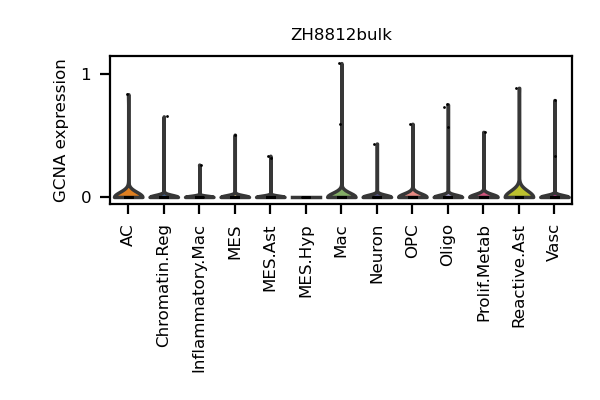 ZH8812bulk
GCNA expression
1
0
AC
Chromatin.Reg
Inflammatory.Mac
MES
MES.Ast
MES.Hyp
Mac
Neuron
OPC
Oligo
Prolif.Metab
Reactive.Ast
Vasc